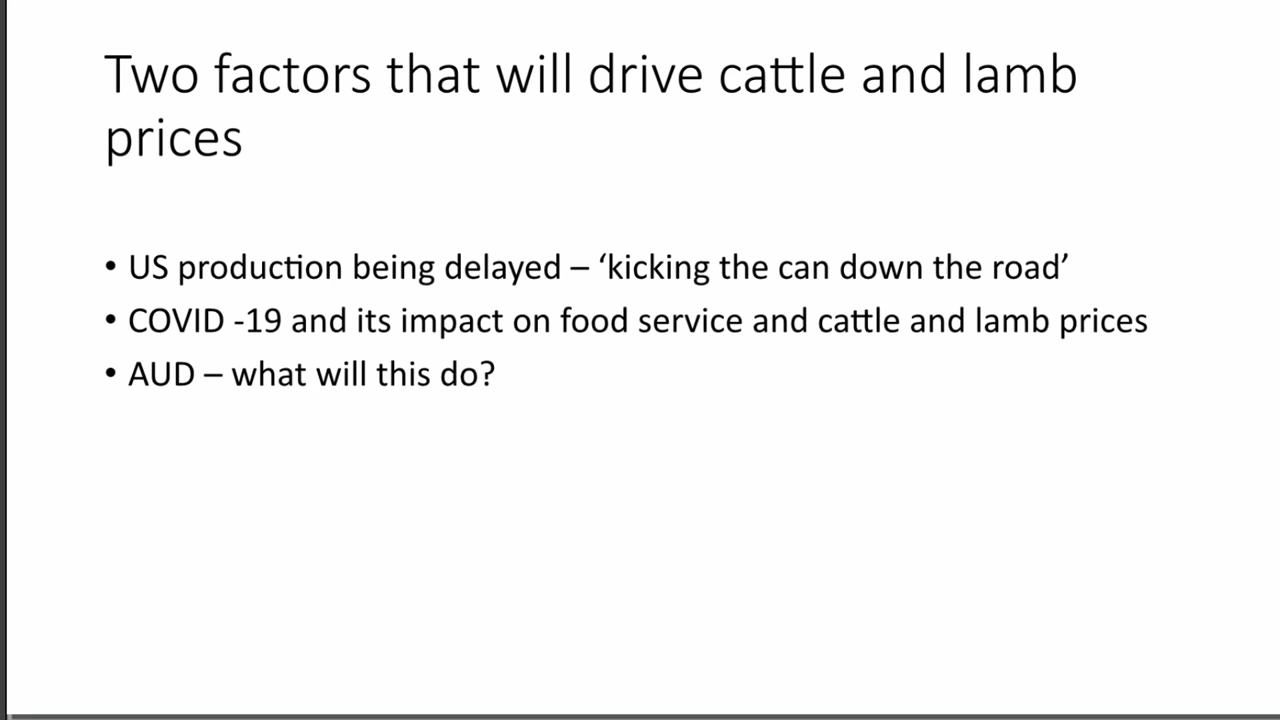 Two factors that will drive cattle and lamb
prices
• US production being delayed – ‘kicking the can down the road’
• COVID -19 and its impact on food service and cattle and lamb prices
• AUD – what will this do?